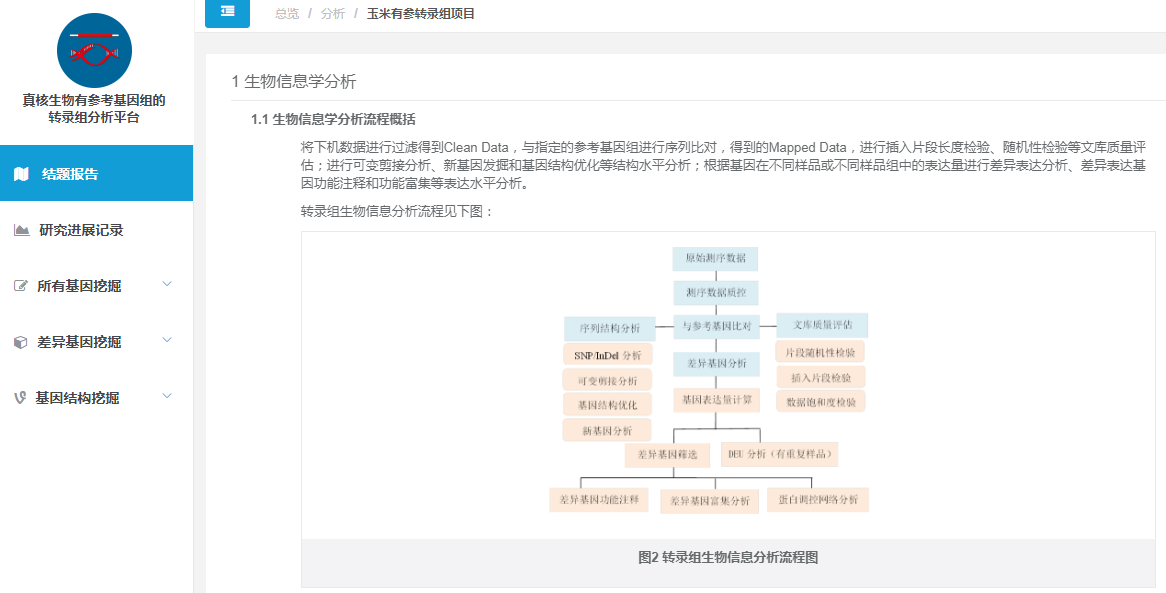 总览 / 分析 / 玉米有参转录组项目
真核生物有参考基因组的
转录组分析平台
结题报告
研究进展记录
所有基因挖掘
差异基因挖掘
基因结构挖掘
1 生物信息学分析
1.1 生物信息学分析流程概括
将下机数据进行过滤得到Clean Data，与指定的参考基因组进行序列比对，得到的Mapped Data，进行插入片段长度检验、随机性检验等文库质量评
估；进行可变剪接分析、新基因发掘和基因结构优化等结构水平分析；根据基因在不同样品或不同样品组中的表达量进行差异表达分析、差异表达基
因功能注释和功能富集等表达水平分析。
转录组生物信息分析流程见下图：
原始测序数据
测序数据质控
序列结构分析
与参考基因比对
文库质量评估
SNP/InDel 分析
片段随机性检验
差异基因分析
可变剪接分析
插入片段检验
基因结构优化
基因表达量计算
数据饱和度检验
新基因分析
差异基因筛选
DEU 分析（有重复样品）
差异基因功能注释
差异基因富集分析
蛋白调控网络分析
图2 转录组生物信息分析流程图